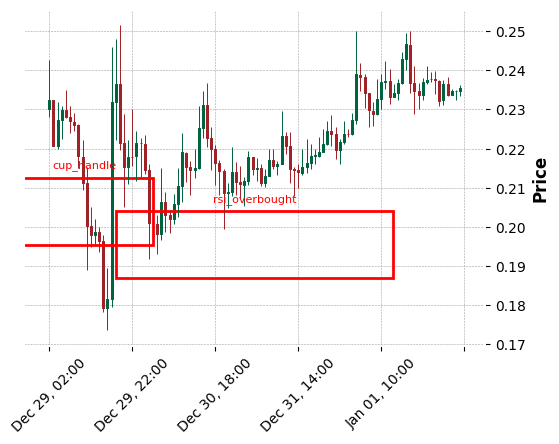 0.25
0.24
0.23
0.22
cup_handle
0.21
rsi_overbought
0.20
0.19
0.18
0.17
Price
Dec 29, 02:00
Dec 29, 22:00
Dec 30, 18:00
Dec 31, 14:00
Jan 01, 10:00